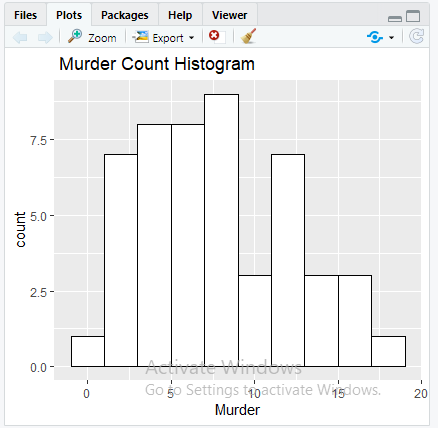 Files Plots Packages Help Viewer
Zoom Export
Murder Count Histogram
count
7.5
5.0
2.5
0.0
0 5 10 15 20
Murder
Activate Windows
Go to Settings to activate Windows.